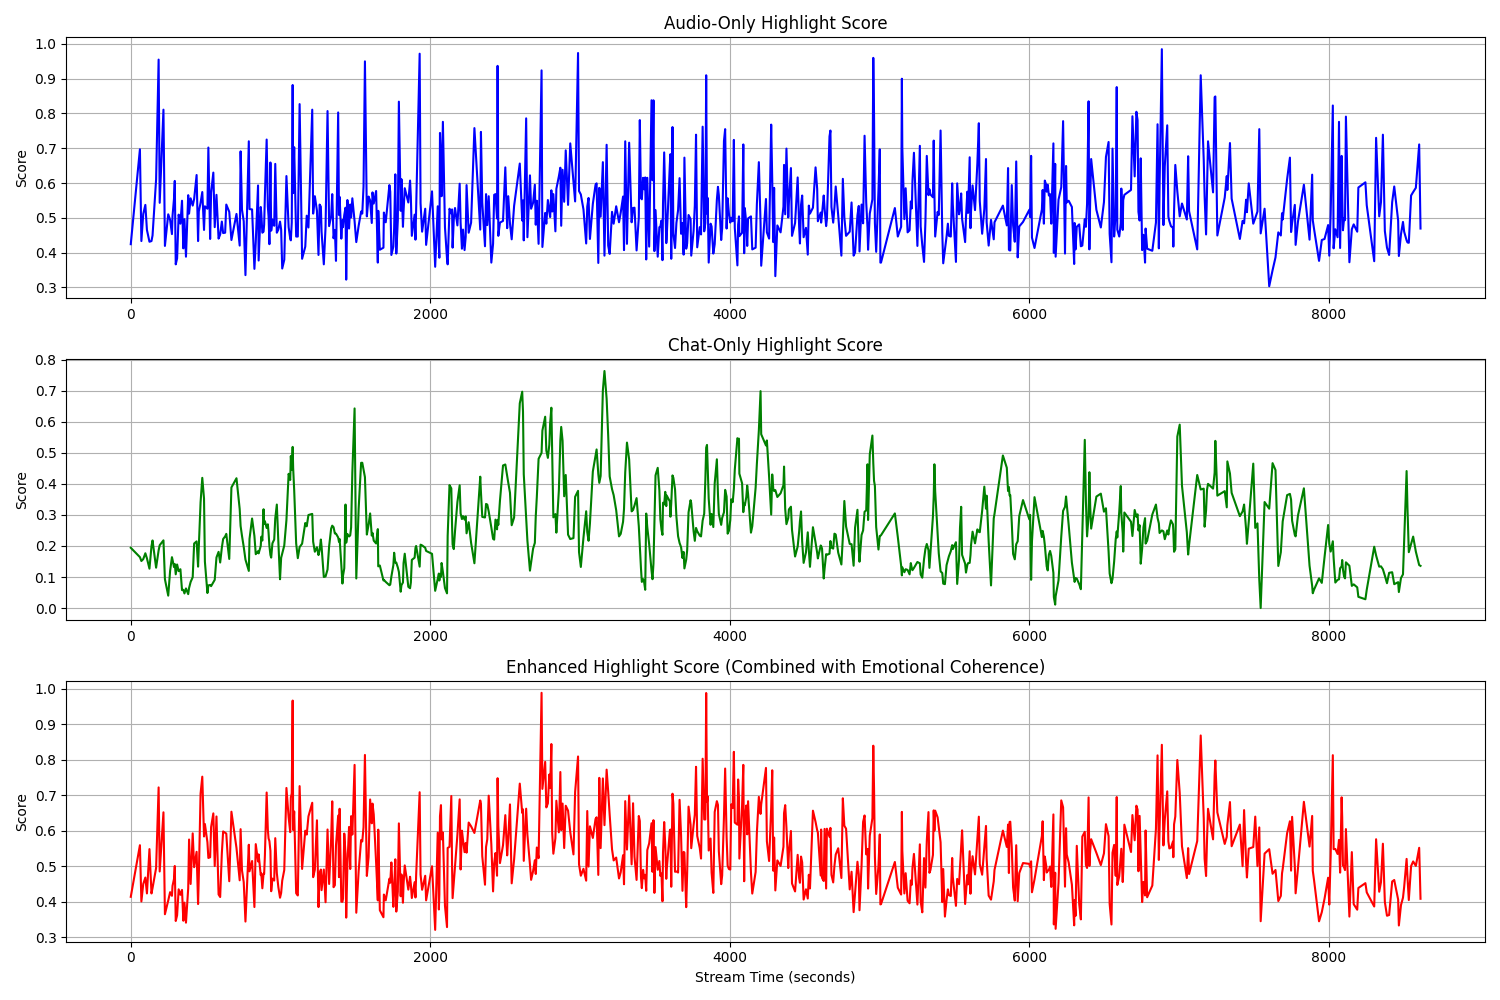 Audio-Only Highlight Score
1.0
0.9
0.8
0.7
0.6
0.5
0.4
0.3
Score
0 2000 4000 6000 8000
Chat-Only Highlight Score
0.8
0.7
0.6
0.5
0.4
0.3
0.2
0.1
0.0
Score
0 2000 4000 6000 8000
Enhanced Highlight Score (Combined with Emotional Coherence)
1.0
0.9
0.8
0.7
0.6
0.5
0.4
0.3
Score
0 2000 4000 6000 8000
Stream Time (seconds)